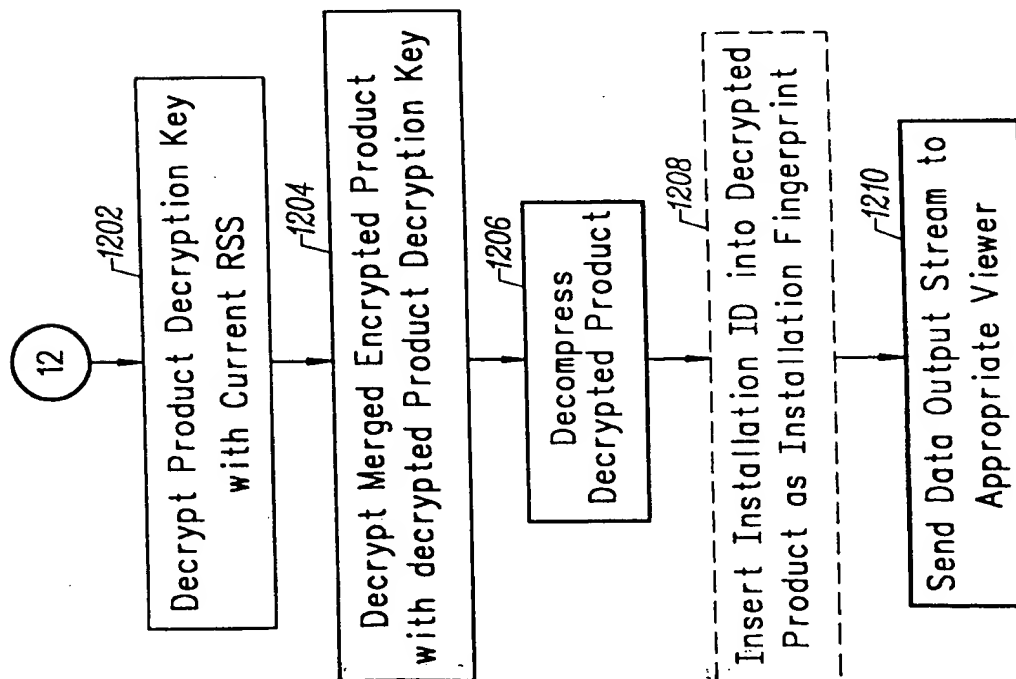 12
1202
Decrypt Product Decryption Key
with Current RSS
1204
Decrypt Merged Encrypted Product
with decrypted Product Decryption Key
1206
Decompress
Decrypted Product
1208
Insert Installation ID into Decrypted
Product as Installation Fingerprint
1210
Send Data Output Stream to
Appropriate Viewer